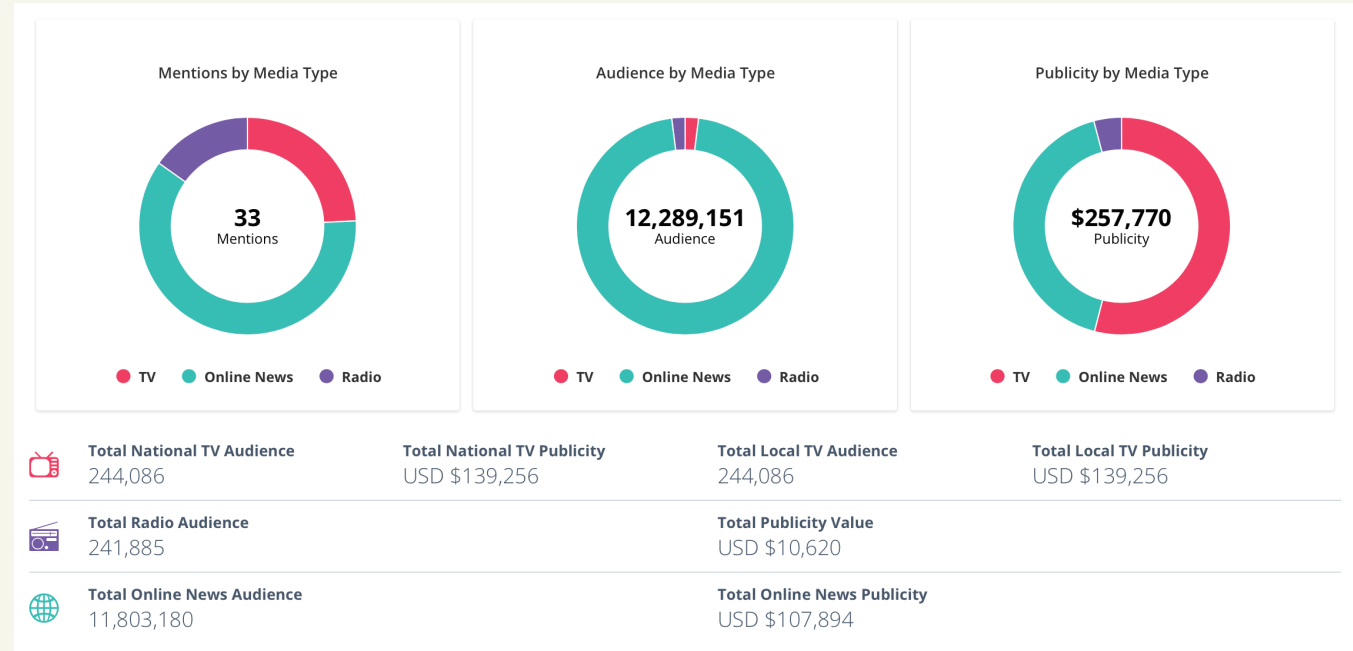 Mentions by Media Type
33
Mentions
TV Online News Radio
Audience by Media Type
12,289,151
Audience
TV Online News Radio
Publicity by Media Type
$257,770
Publicity
TV Online News Radio
Total National TV Audience
244,086
Total National TV Publicity
USD $139,256
Total Local TV Audience
244,086
Total Local TV Publicity
USD $139,256
Total Radio Audience
241,885
Total Publicity Value
USD $10,620
Total Online News Audience
11,803,180
Total Online News Publicity
USD $107,894